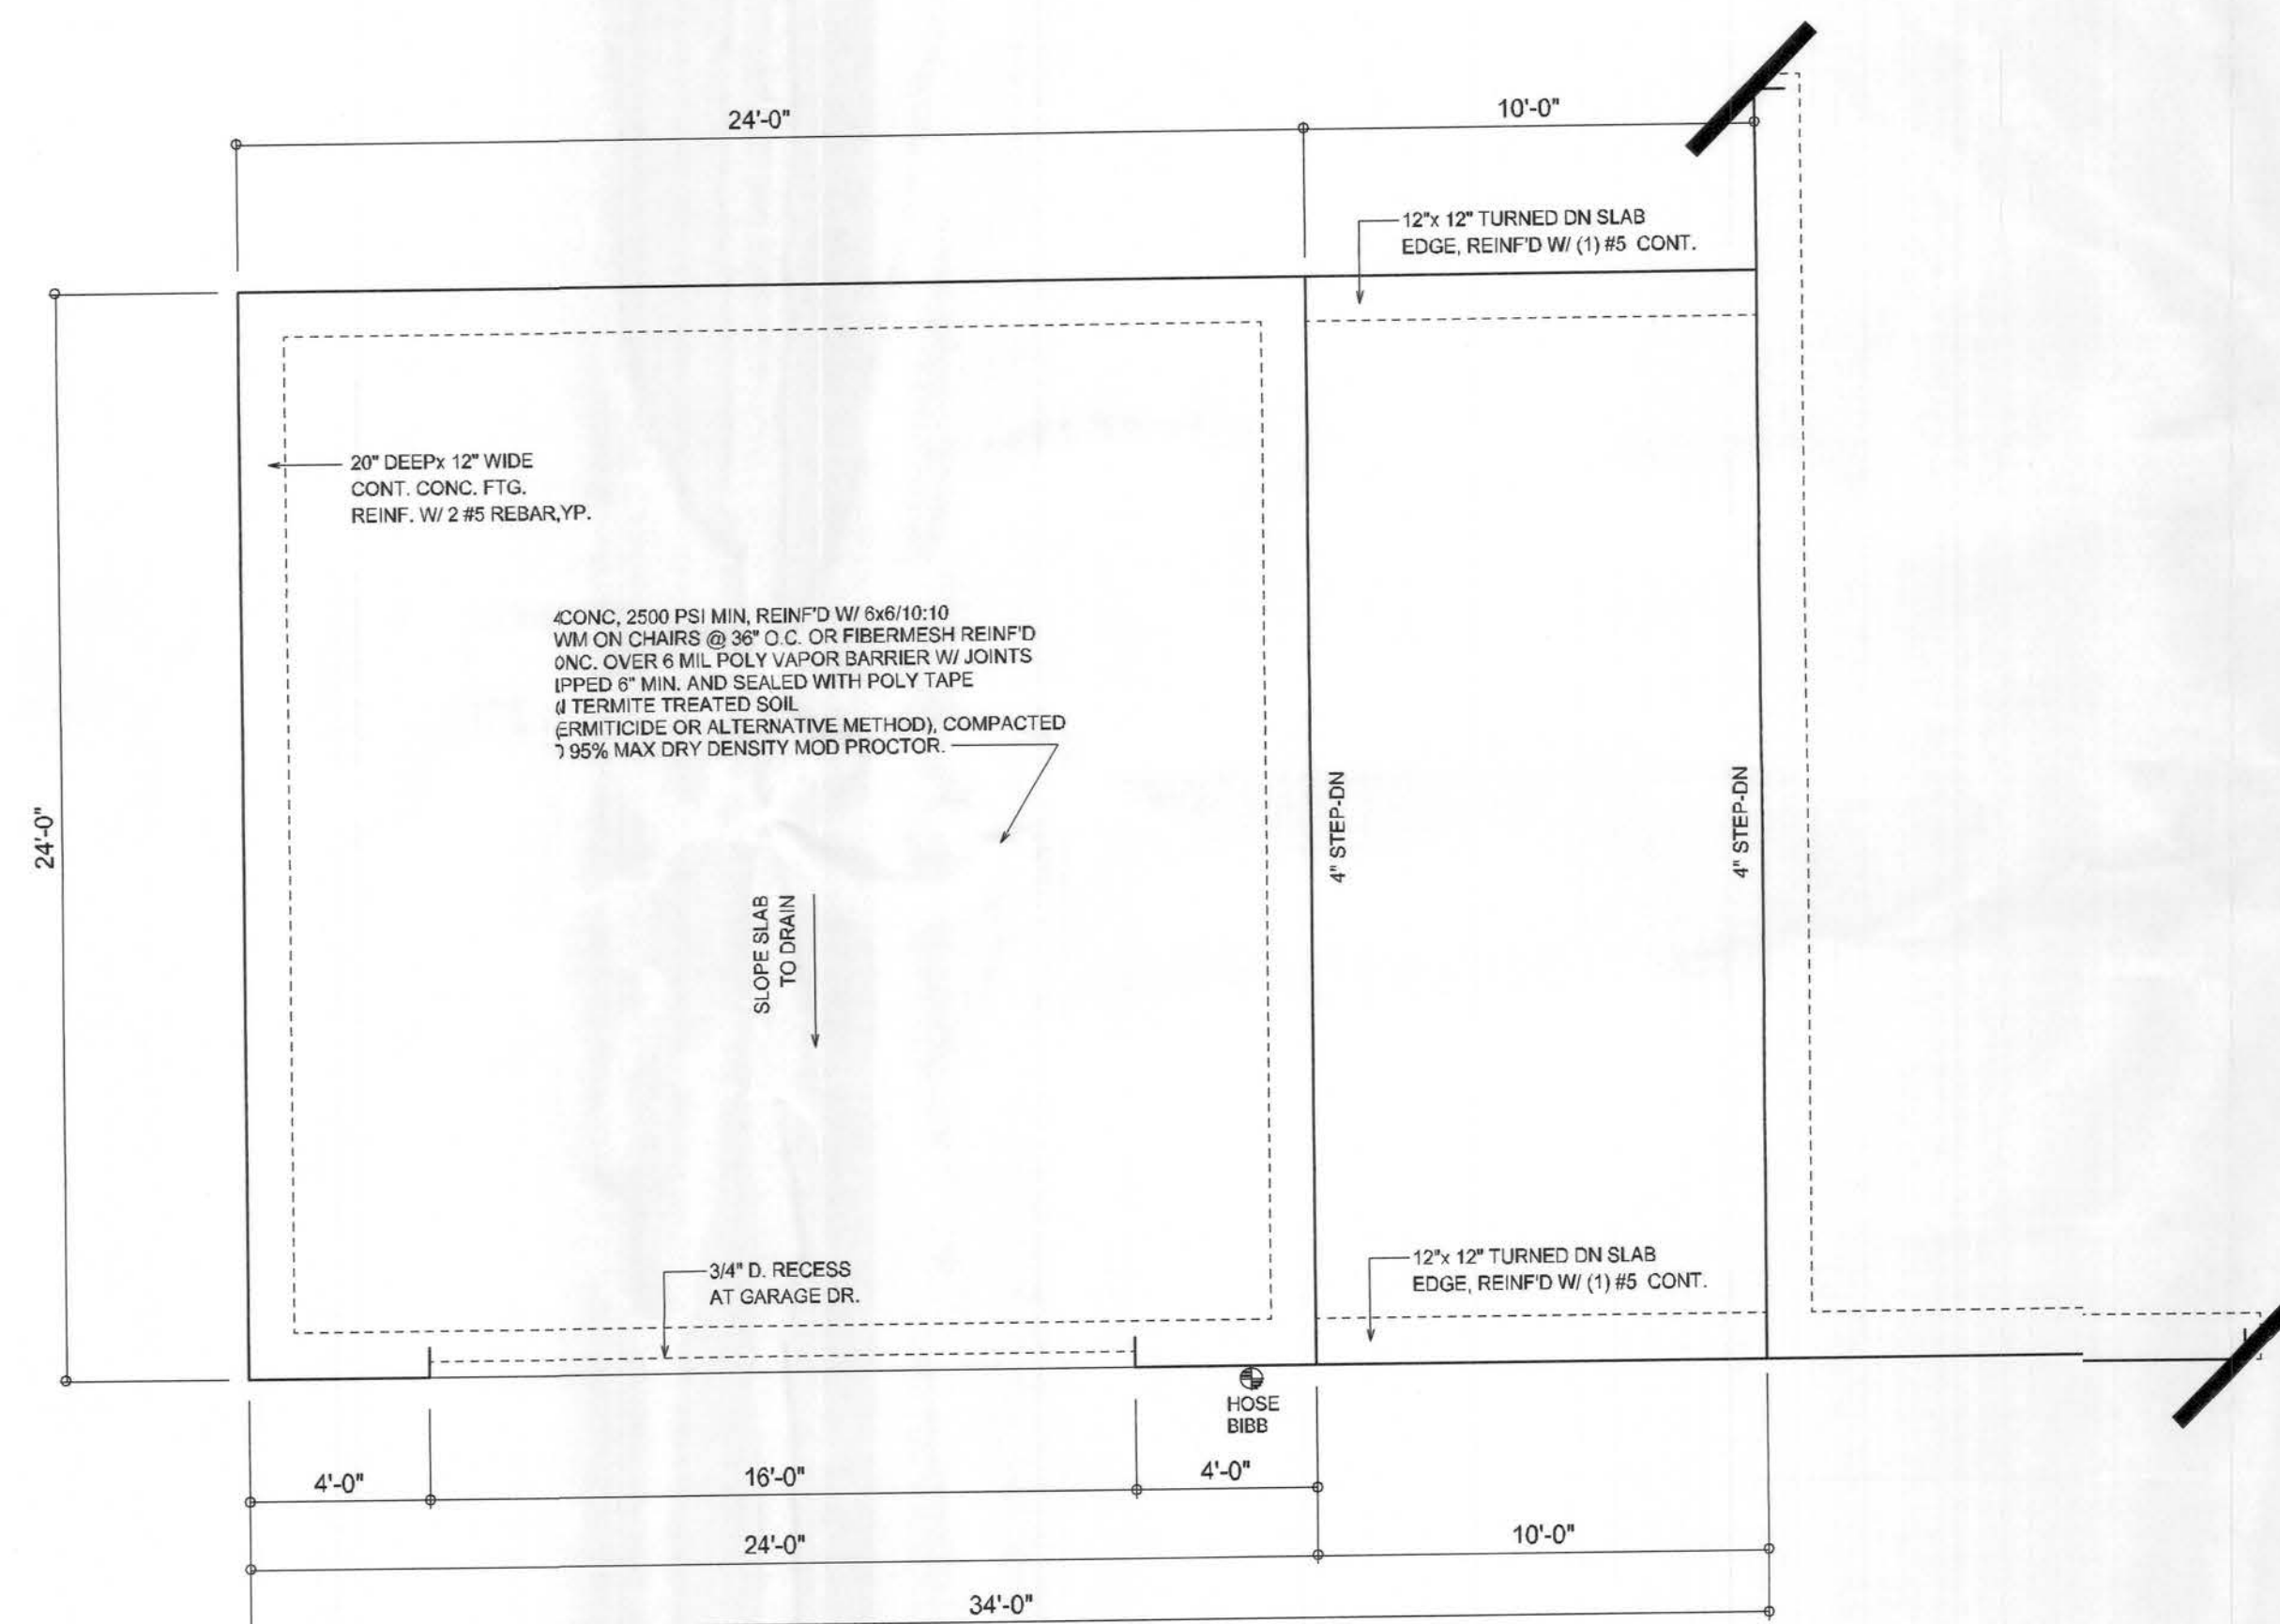 24'-0"
10'-0"
12"x 12" TURNED DN SLAB
EDGE, REINF'D W/ (1) #5 CONT.
20" DEEPx 12" WIDE
CONT. CONC. FTG.
REINF. W/ 2 #5 REBAR,YP.
CONC, 2500 PSI MIN, REINF'D W/ 6x6/10:10
WM ON CHAIRS @ 36" O.C. OR FIBERMESH REINF'D
ONC. OVER 6 MIL POLY VAPOR BARRIER W/ JOINTS
PPED 6" MIN. AND SEALED WITH POLY TAPE
TERMITE TREATED SOIL
ERMITICIDE OR ALTERNATIVE METHOD), COMPACTED
95% MAX DRY DENSITY MOD PROCTOR.
24'-0"
4" STEP-DN
4" STEP-DN
SLOPE SLAB
TO DRAIN
3/4" D. RECESS
AT GARAGE DR.
12"x 12" TURNED DN SLAB
EDGE, REINF'D W/ (1) #5 CONT.
HOSE
BIBB
4'-0"
16'-0"
4'-0"
24'-0"
10'-0"
34'-0"